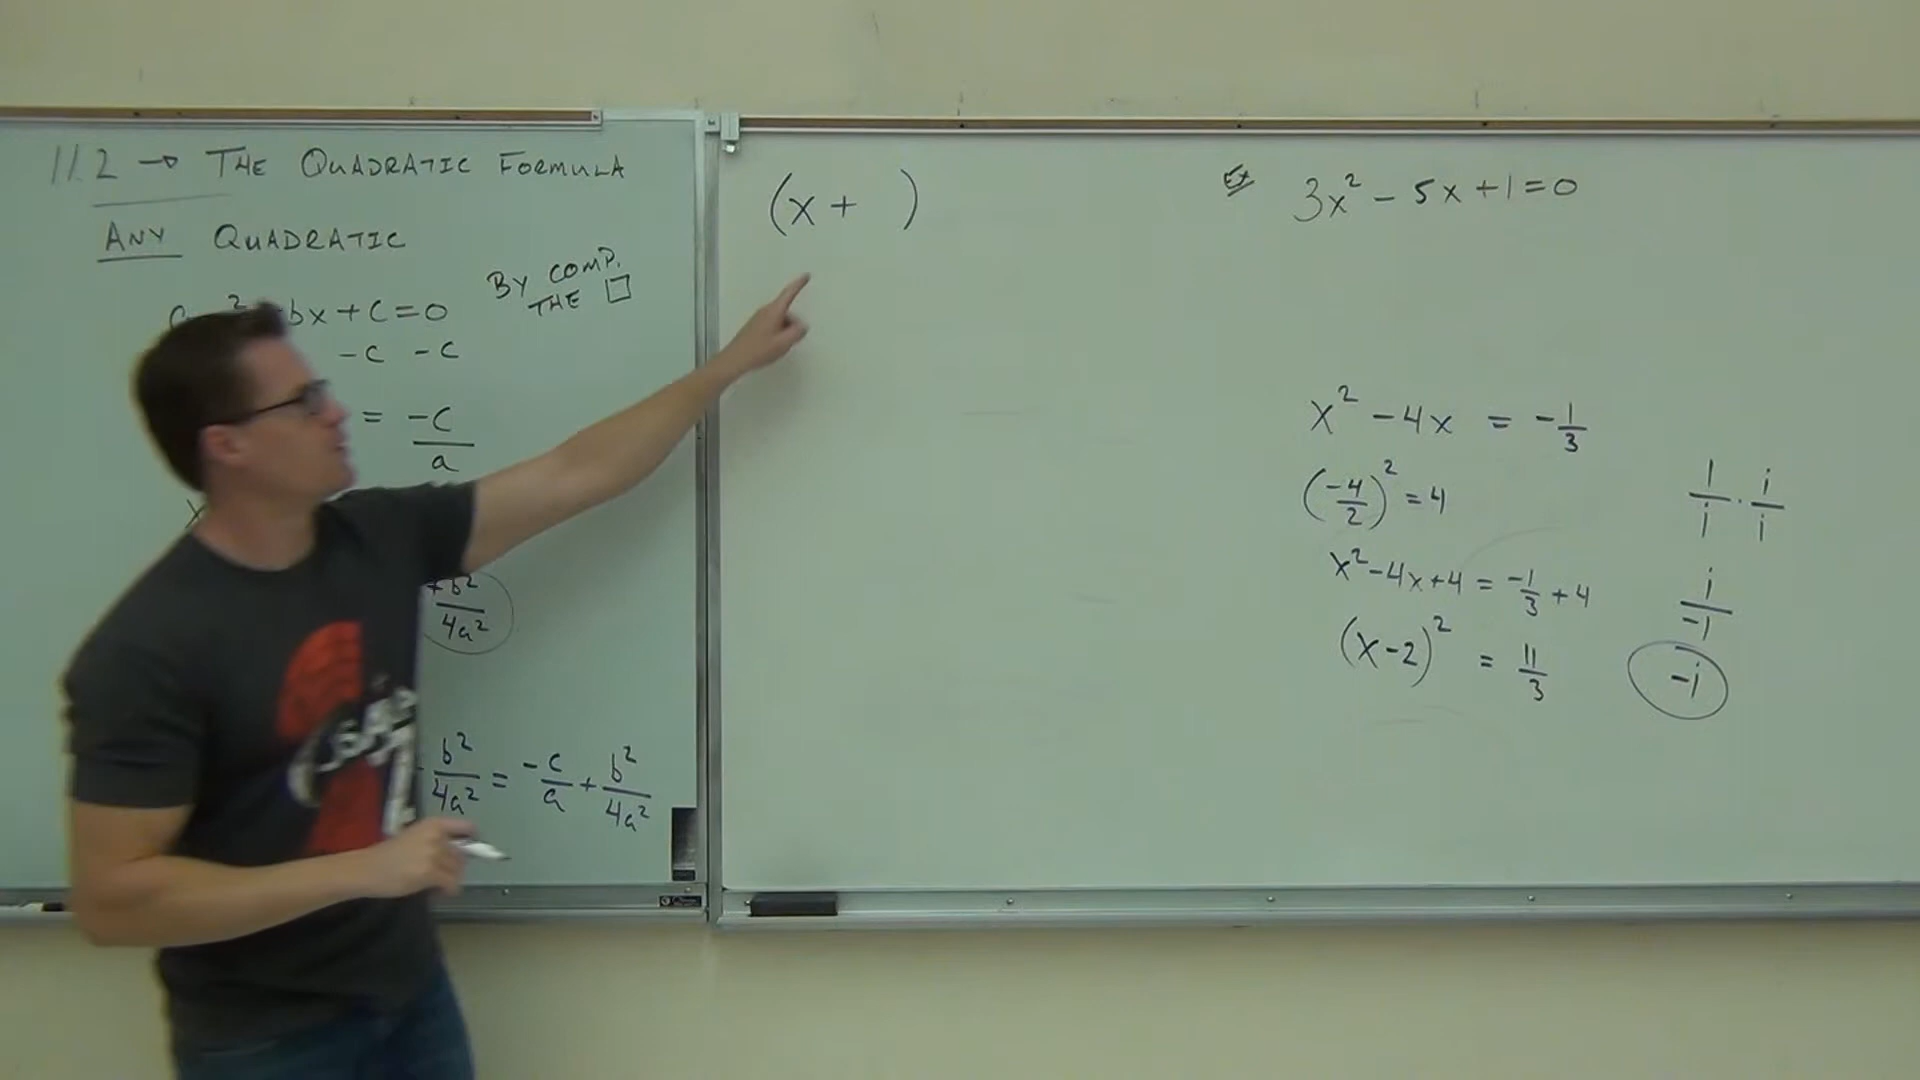 11.2 → THE QUADRATIC FORMULA
ANY QUADRATIC
BY COMP.
THE □
2 bx + c = 0
-c -c
= -c/a
x
+b²/4a²
b²/4a² = -c/a + b²/4a²
(x + )
Ex 3x² - 5x + 1 = 0
x² - 4x = -1/3
(-4/2)² = 4
x² - 4x + 4 = -1/3 + 4
(x - 2)² = 11/3
1/i · i/i
i/-1
-i